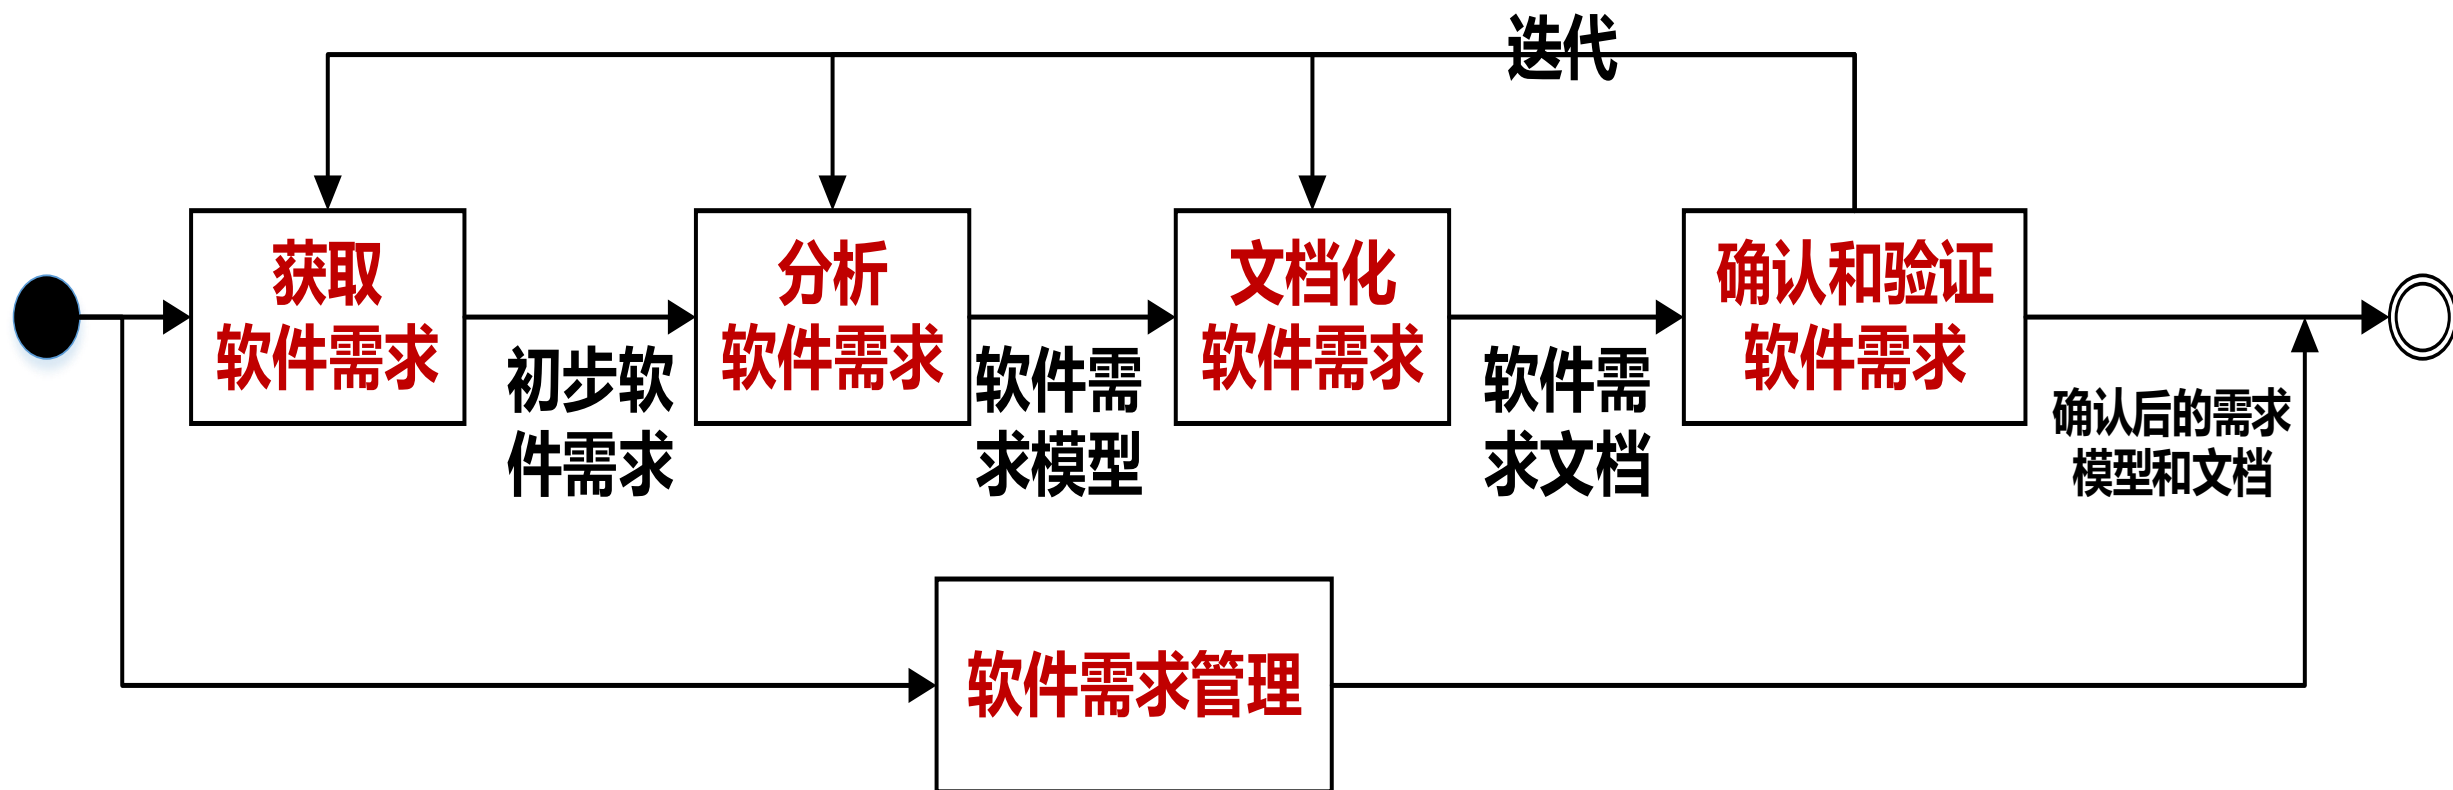 迭代
获取
软件需求
初步软
件需求
分析
软件需求
软件需
求模型
文档化
软件需求
软件需
求文档
确认和验证
软件需求
确认后的需求
模型和文档
软件需求管理